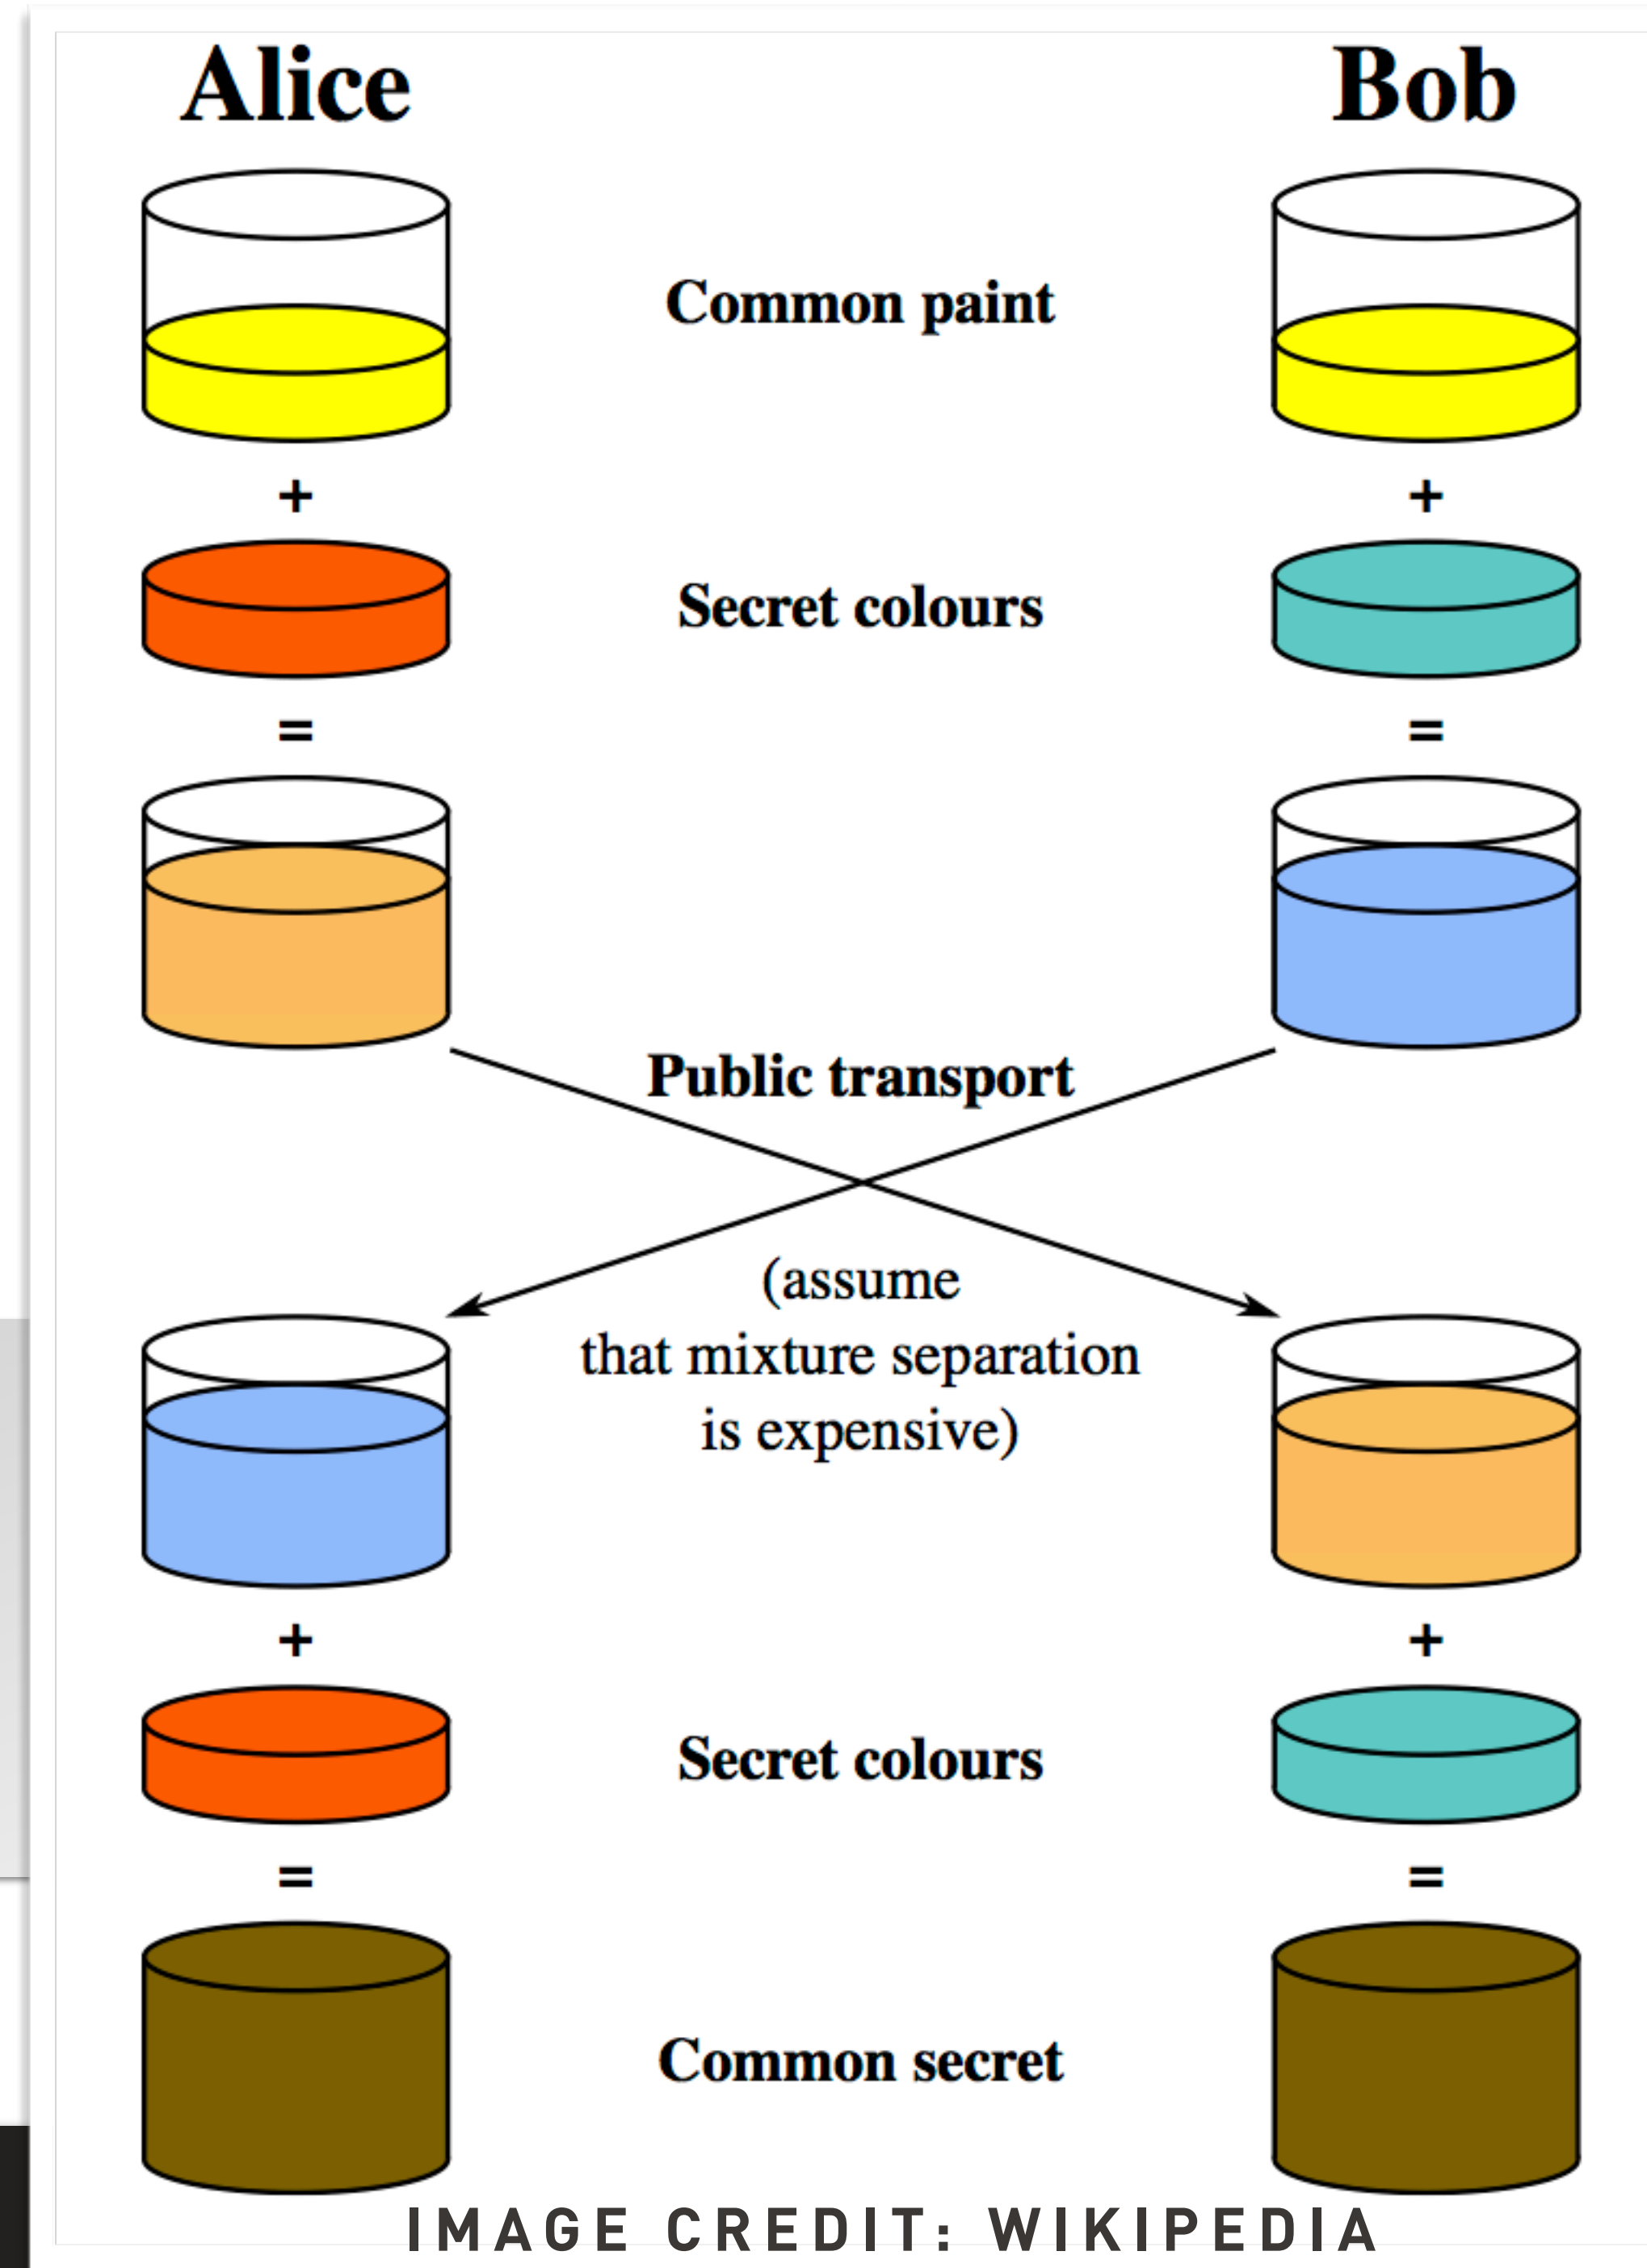 Alice
Bob
Common paint
+
+
Secret colours
=
=
Public transport
(assume
that mixture separation
is expensive)
+
+
Secret colours
=
=
Common secret
IMAGE CREDIT: WIKIPEDIA